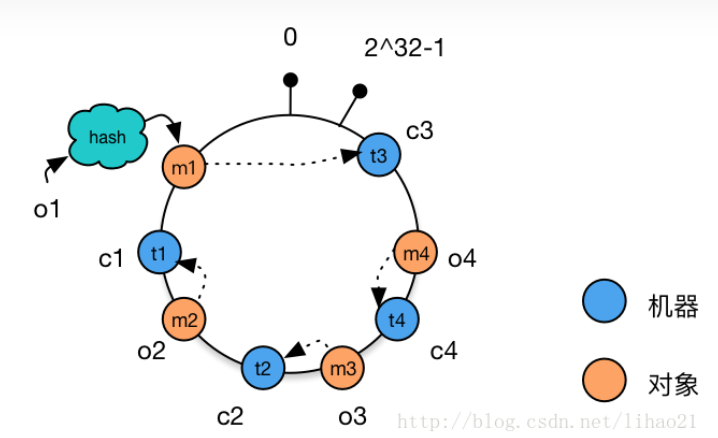 0
2^32-1
hash
c3
t3
m1
o1
c1
t1
m4
o4
m2
t4
机器
o2
c4
t2
m3
对象
c2
o3
http://blog.csdn.net/lihao21